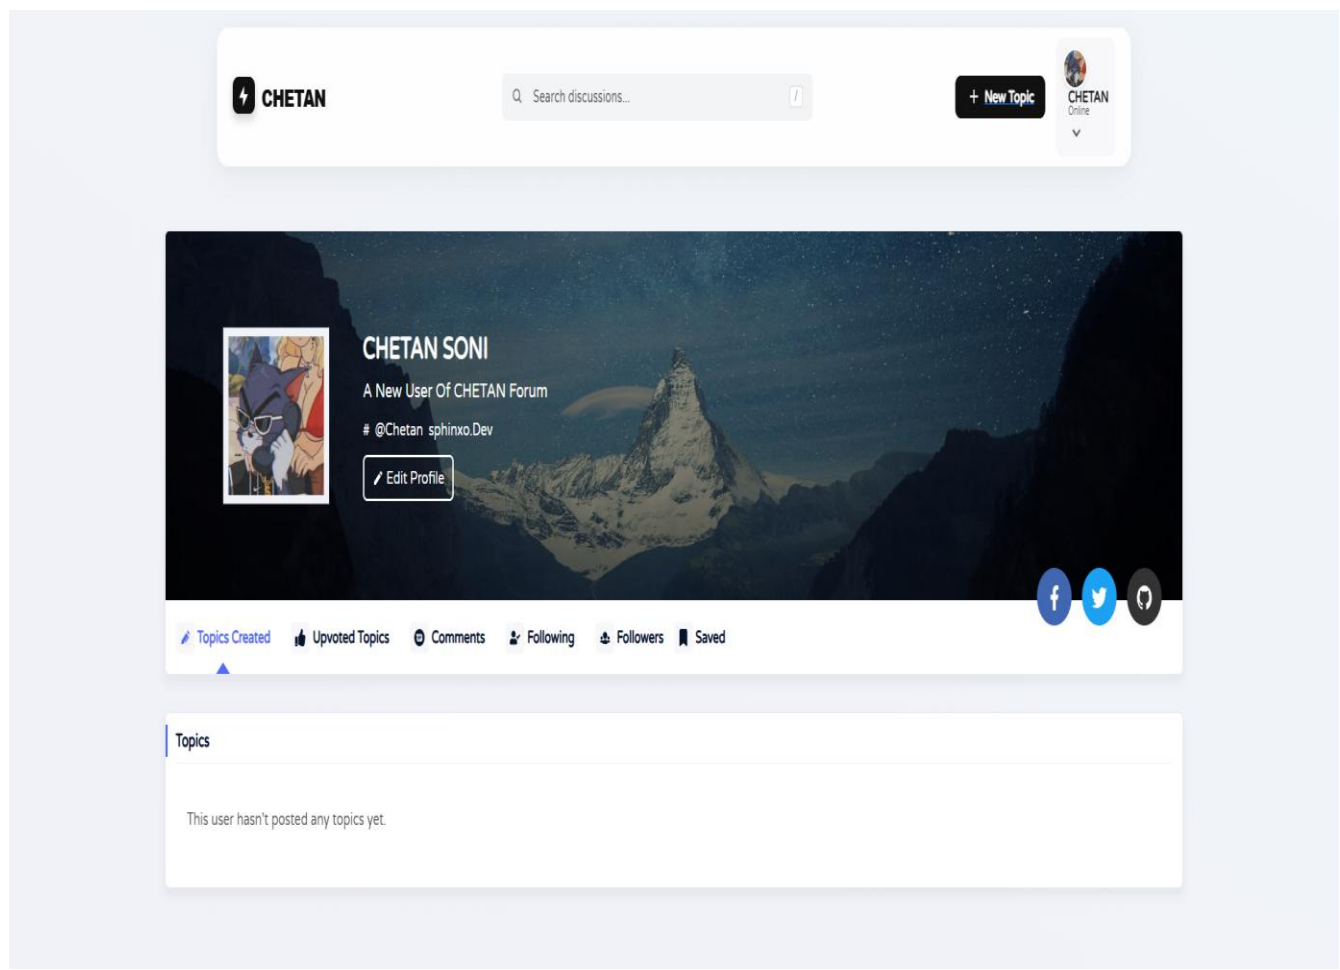 CHETAN
Search discussions...
/
+ New Topic
CHETAN
Online
CHETAN SONI
A New User Of CHETAN Forum
# @Chetan sphinxo.Dev
Edit Profile
Topics Created
Upvoted Topics
Comments
Following
Followers
Saved
Topics
This user hasn't posted any topics yet.